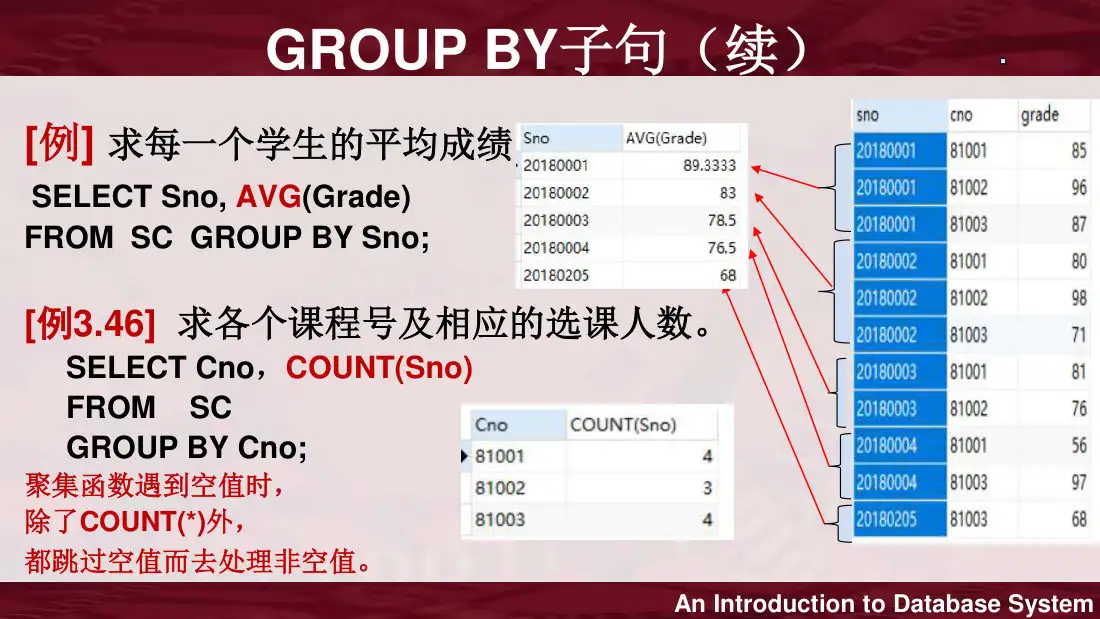 GROUP BY子句（续）
[例] 求每一个学生的平均成绩
SELECT Sno, AVG(Grade)
FROM SC GROUP BY Sno;
Sno AVG(Grade)
20180001 89.3333
20180002 83
20180003 78.5
20180004 76.5
20180205 68
sno cno grade
20180001 81001 85
20180001 81002 96
20180001 81003 87
20180002 81001 80
20180002 81002 98
20180002 81003 71
20180003 81001 81
20180003 81002 76
20180004 81001 56
20180004 81003 97
20180205 81003 68
[例3.46] 求各个课程号及相应的选课人数。
SELECT Cno，COUNT(Sno)
FROM SC
GROUP BY Cno;
Cno COUNT(Sno)
81001 4
81002 3
81003 4
聚集函数遇到空值时，
除了COUNT(*)外，
都跳过空值而去处理非空值。
An Introduction to Database System